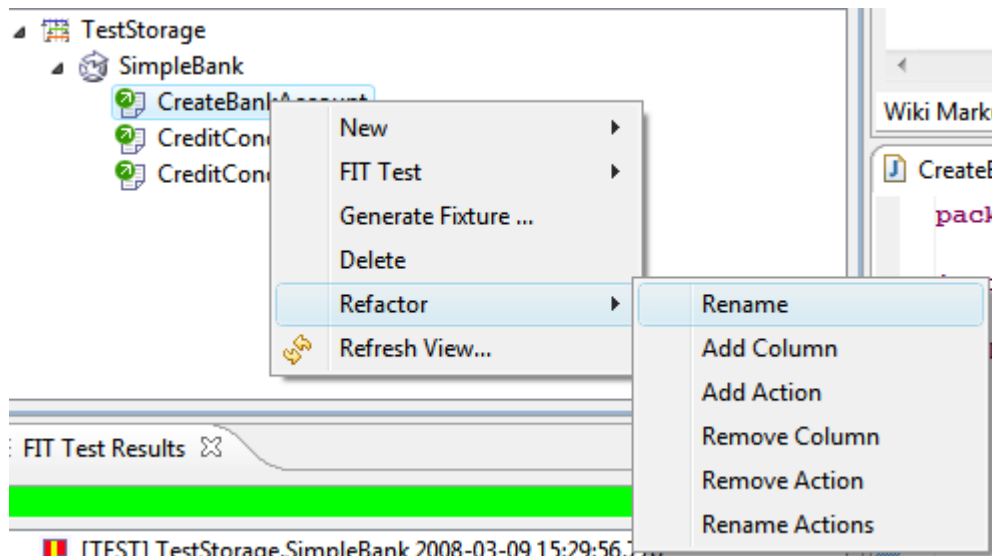 TestStorage
SimpleBank
CreateBankAccount
CreditCon
CreditCon
New
FIT Test
Generate Fixture ...
Delete
Refactor
Refresh View...
Rename
Add Column
Add Action
Remove Column
Remove Action
Rename Actions
Wiki Mark
CreateB
pack
FIT Test Results
[TEST] TestStorage.SimpleBank 2008-03-09 15:29:56.